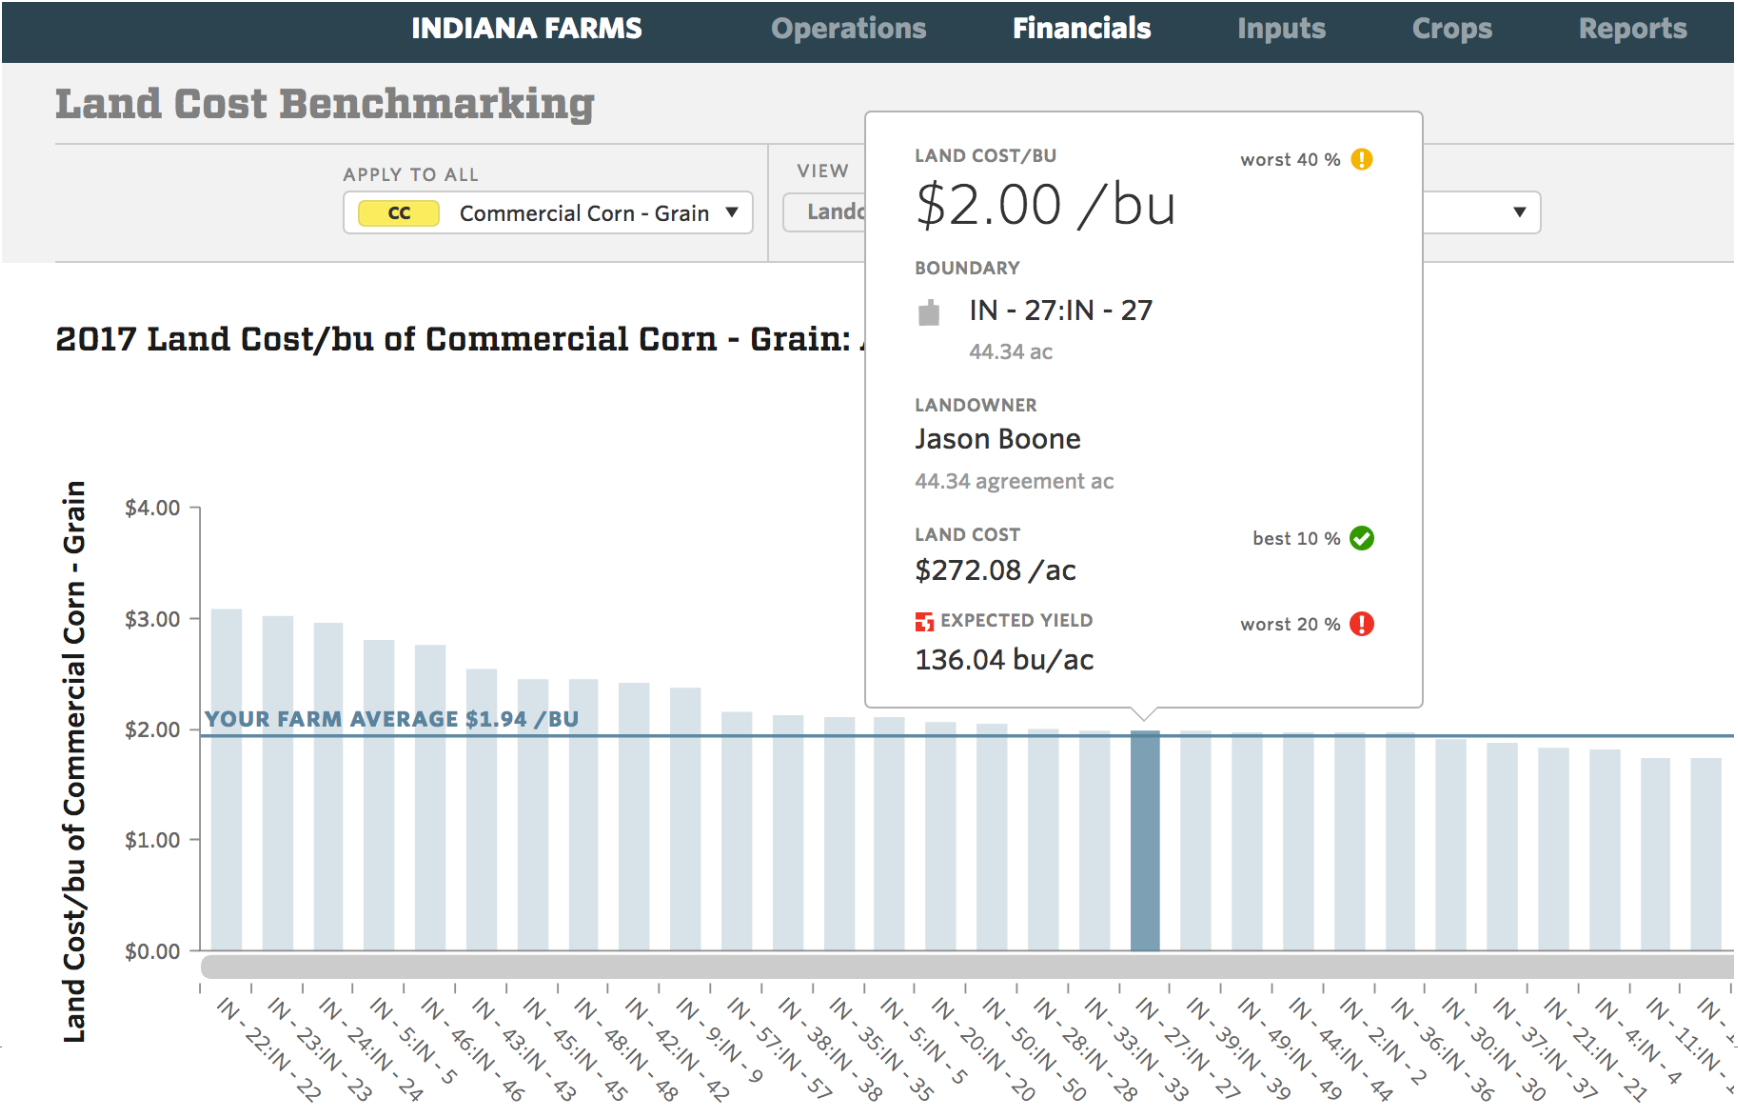 INDIANA FARMS Operations Financials Inputs Crops Reports
Land Cost Benchmarking
APPLY TO ALL
CC Commercial Corn - Grain
VIEW
LAND COST/BU worst 40 %
$2.00 /bu
BOUNDARY
IN - 27:IN - 27
44.34 ac
LANDOWNER
Jason Boone
44.34 agreement ac
LAND COST best 10 %
$272.08 /ac
EXPECTED YIELD worst 20 %
136.04 bu/ac
2017 Land Cost/bu of Commercial Corn - Grain:
Land Cost/bu of Commercial Corn - Grain
$4.00
$3.00
$2.00
$1.00
$0.00
YOUR FARM AVERAGE $1.94 /BU
IN - 22:IN - 22
IN - 23:IN - 23
IN - 24:IN - 24
IN - 5:IN - 5
IN - 46:IN - 46
IN - 43:IN - 43
IN - 45:IN - 45
IN - 48:IN - 48
IN - 42:IN - 42
IN - 9:IN - 9
IN - 57:IN - 57
IN - 38:IN - 38
IN - 35:IN - 35
IN - 5:IN - 5
IN - 20:IN - 20
IN - 50:IN - 50
IN - 28:IN - 28
IN - 33:IN - 33
IN - 27:IN - 27
IN - 39:IN - 39
IN - 49:IN - 49
IN - 44:IN - 44
IN - 2:IN - 2
IN - 36:IN - 36
IN - 30:IN - 30
IN - 37:IN - 37
IN - 21:IN - 21
IN - 4:IN - 4
IN - 11:IN -
IN -